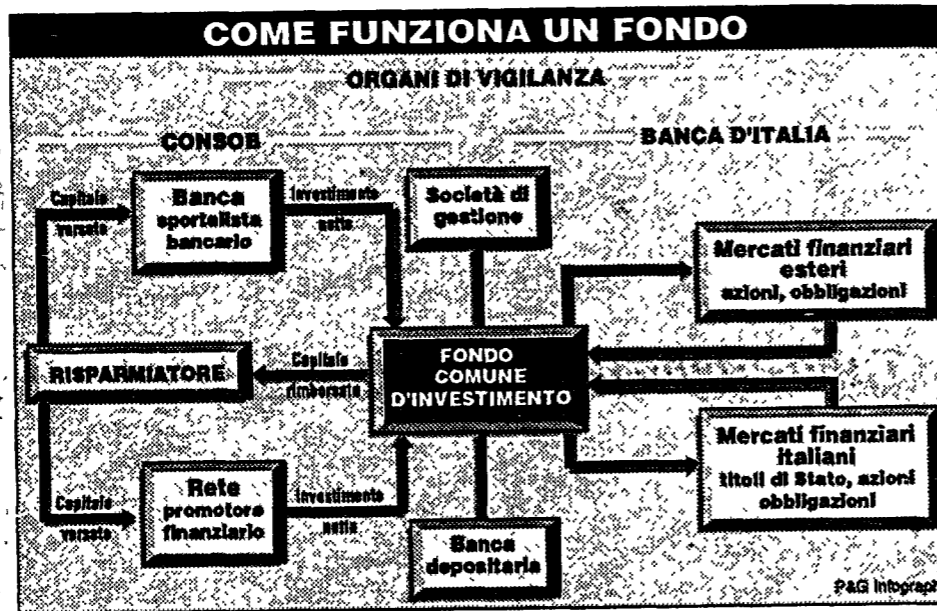 COME FUNZIONA UN FONDO
ORGANI DI VIGILANZA
CONSOB
BANCA D'ITALIA
Capitale
versato
Banca
sportelista
bancario
Investimento
netto
Società di
gestione
Mercati finanziari
esteri
azioni, obbligazioni
RISPARMIATORE
Capitale
rimborsato
FONDO
COMUNE
D'INVESTIMENTO
Mercati finanziari
italiani
titoli di Stato, azioni
obbligazioni
Capitale
versato
Rete
promotore
finanziario
Investimento
netto
Banca
depositaria
P&G Infograph